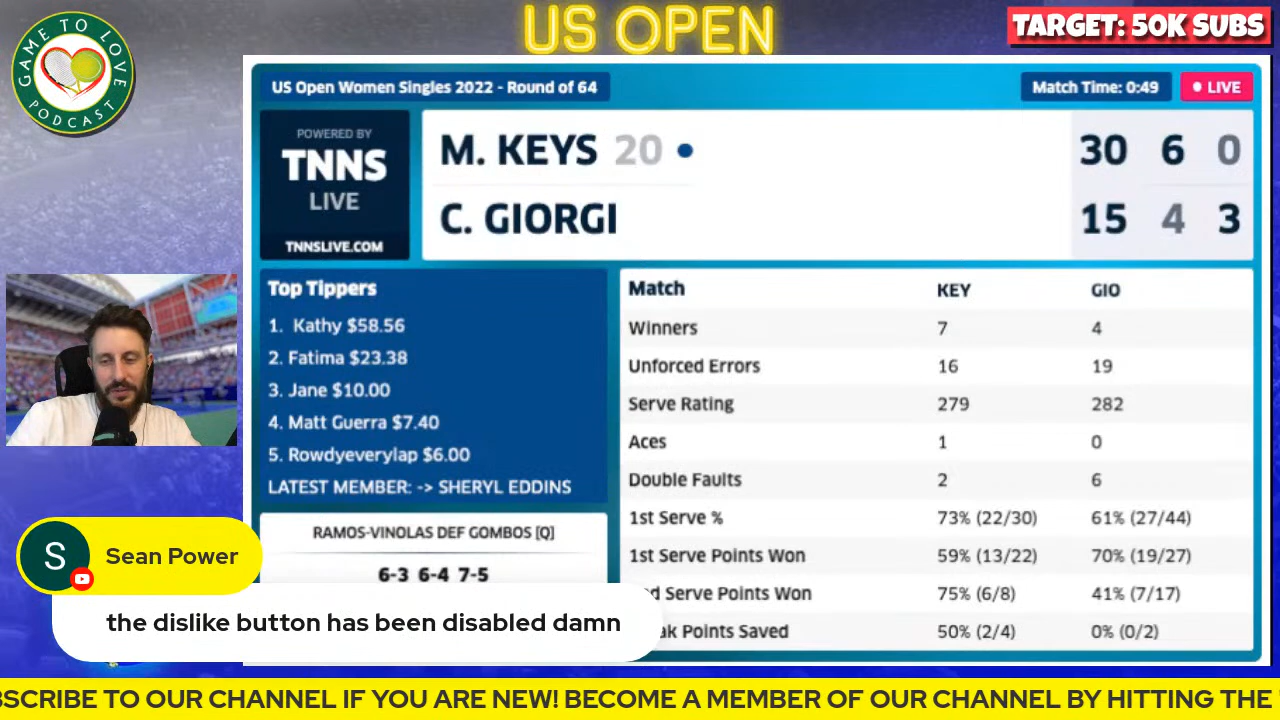 GAME TO LOVE
PODCAST
US OPEN
TARGET: 50K SUBS
US Open Women Singles 2022 - Round of 64
Match Time: 0:49
LIVE
POWERED BY
TNNS
LIVE
TNNSLIVE.COM
M. KEYS 20 30 6 0
C. GIORGI 15 4 3
Top Tippers
1. Kathy $58.56
2. Fatima $23.38
3. Jane $10.00
4. Matt Guerra $7.40
5. Rowdyeverylap $6.00
LATEST MEMBER: -> SHERYL EDDINS
RAMOS-VINOLAS DEF GOMBOS [Q]
6-3 6-4 7-5
Match KEY GIO
Winners 7 4
Unforced Errors 16 19
Serve Rating 279 282
Aces 1 0
Double Faults 2 6
1st Serve % 73% (22/30) 61% (27/44)
1st Serve Points Won 59% (13/22) 70% (19/27)
Serve Points Won 75% (6/8) 41% (7/17)
Points Saved 50% (2/4) 0% (0/2)
S
Sean Power
the dislike button has been disabled damn
TO OUR CHANNEL IF YOU ARE NEW! BECOME A MEMBER OF OUR CHANNEL BY HITTING THE